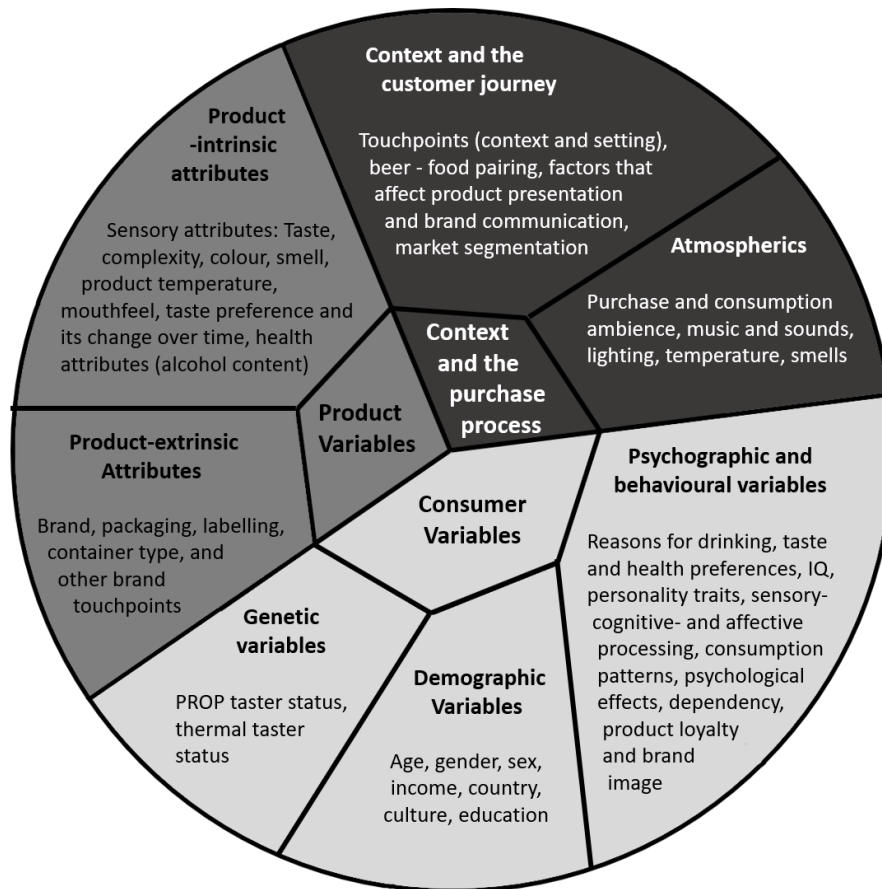 Context and the
customer journey
Touchpoints (context and setting),
beer - food pairing, factors that
affect product presentation
and brand communication,
market segmentation
Atmospherics
Purchase and consumption
ambience, music and sounds,
lighting, temperature, smells
Context
and the
purchase
process
Product
-intrinsic
attributes
Sensory attributes: Taste,
complexity, colour, smell,
product temperature,
mouthfeel, taste preference and
its change over time, health
attributes (alcohol content)
Product
Variables
Product-extrinsic
Attributes
Brand, packaging, labelling,
container type, and
other brand
touchpoints
Consumer
Variables
Psychographic and
behavioural variables
Reasons for drinking, taste
and health preferences, IQ,
personality traits, sensory-
cognitive- and affective
processing, consumption
patterns, psychological
effects, dependency,
product loyalty
and brand
image
Genetic
variables
PROP taster status,
thermal taster
status
Demographic
Variables
Age, gender, sex,
income, country,
culture, education